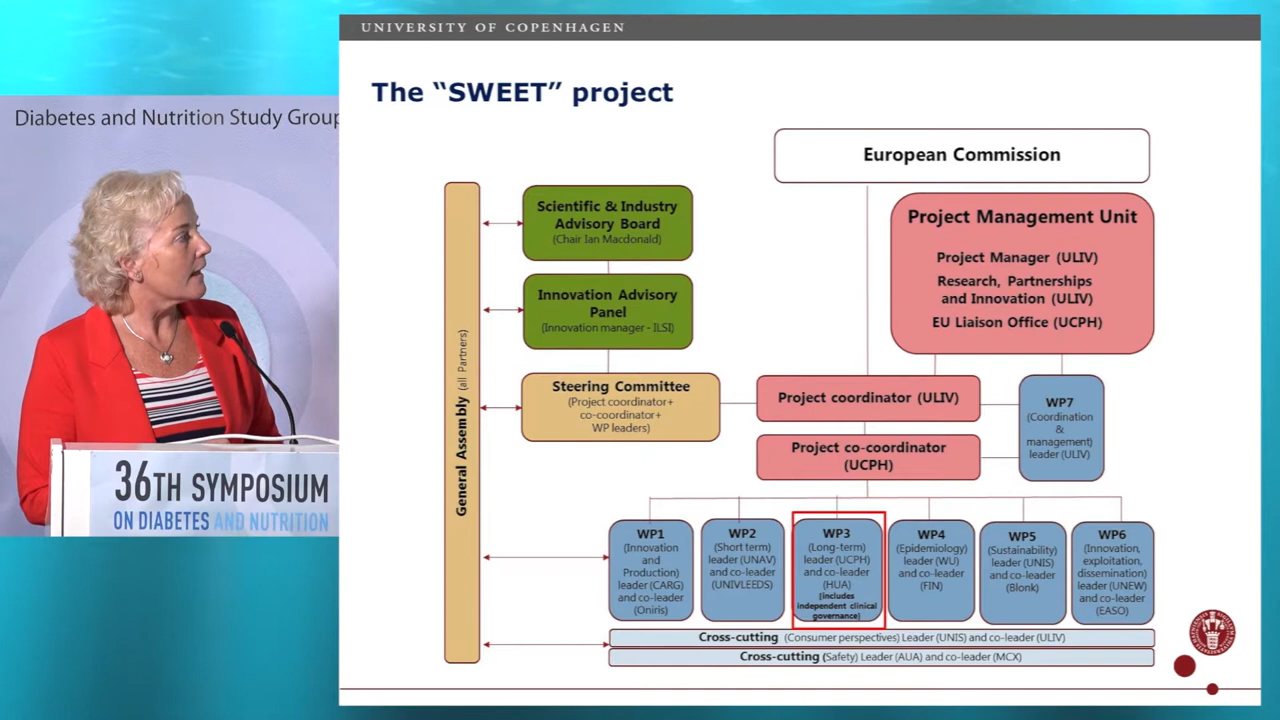 UNIVERSITY OF COPENHAGEN
The “SWEET” project
Diabetes and Nutrition Study Group
36TH SYMPOSIUM
ON DIABETES AND NUTRITION
European Commission
Project Management Unit
Project Manager (ULIV)
Research, Partnerships
and Innovation (ULIV)
EU Liaison Office (UCPH)
General Assembly (all Partners)
Scientific & Industry
Advisory Board
(Chair Ian Macdonald)
Innovation Advisory
Panel
(Innovation manager - ILSI)
Steering Committee
(Project coordinator+
co-coordinator+
WP leaders)
Project coordinator (ULIV)
Project co-coordinator
(UCPH)
WP7
(Coordination
&
management)
leader (ULIV)
WP1
(Innovation
and
Production)
leader (CARG)
and co-leader
(Oniris)
WP2
(Short term)
leader (UNAV)
and co-leader
(UNIVLEEDS)
WP3
(Long-term)
leader (UCPH)
and co-leader
(HUA)
(includes
independent clinical
governance)
WP4
(Epidemiology)
leader (WU)
and co-leader
(FIN)
WP5
(Sustainability)
leader (UNIS)
and co-leader
(Blonk)
WP6
(Innovation,
exploitation,
dissemination)
leader (UNEW)
and co-leader
(EASO)
Cross-cutting (Consumer perspectives) Leader (UNIS) and co-leader (ULIV)
Cross-cutting (Safety) Leader (AUA) and co-leader (MCX)